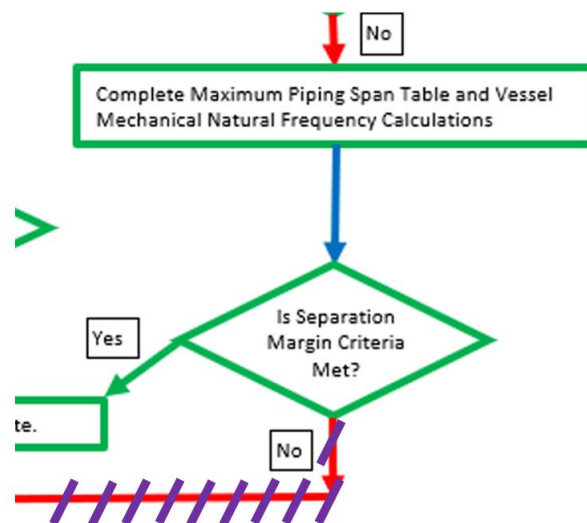 No
Complete Maximum Piping Span Table and Vessel
Mechanical Natural Frequency Calculations
Is Separation
Margin Criteria
Met?
Yes
te.
No